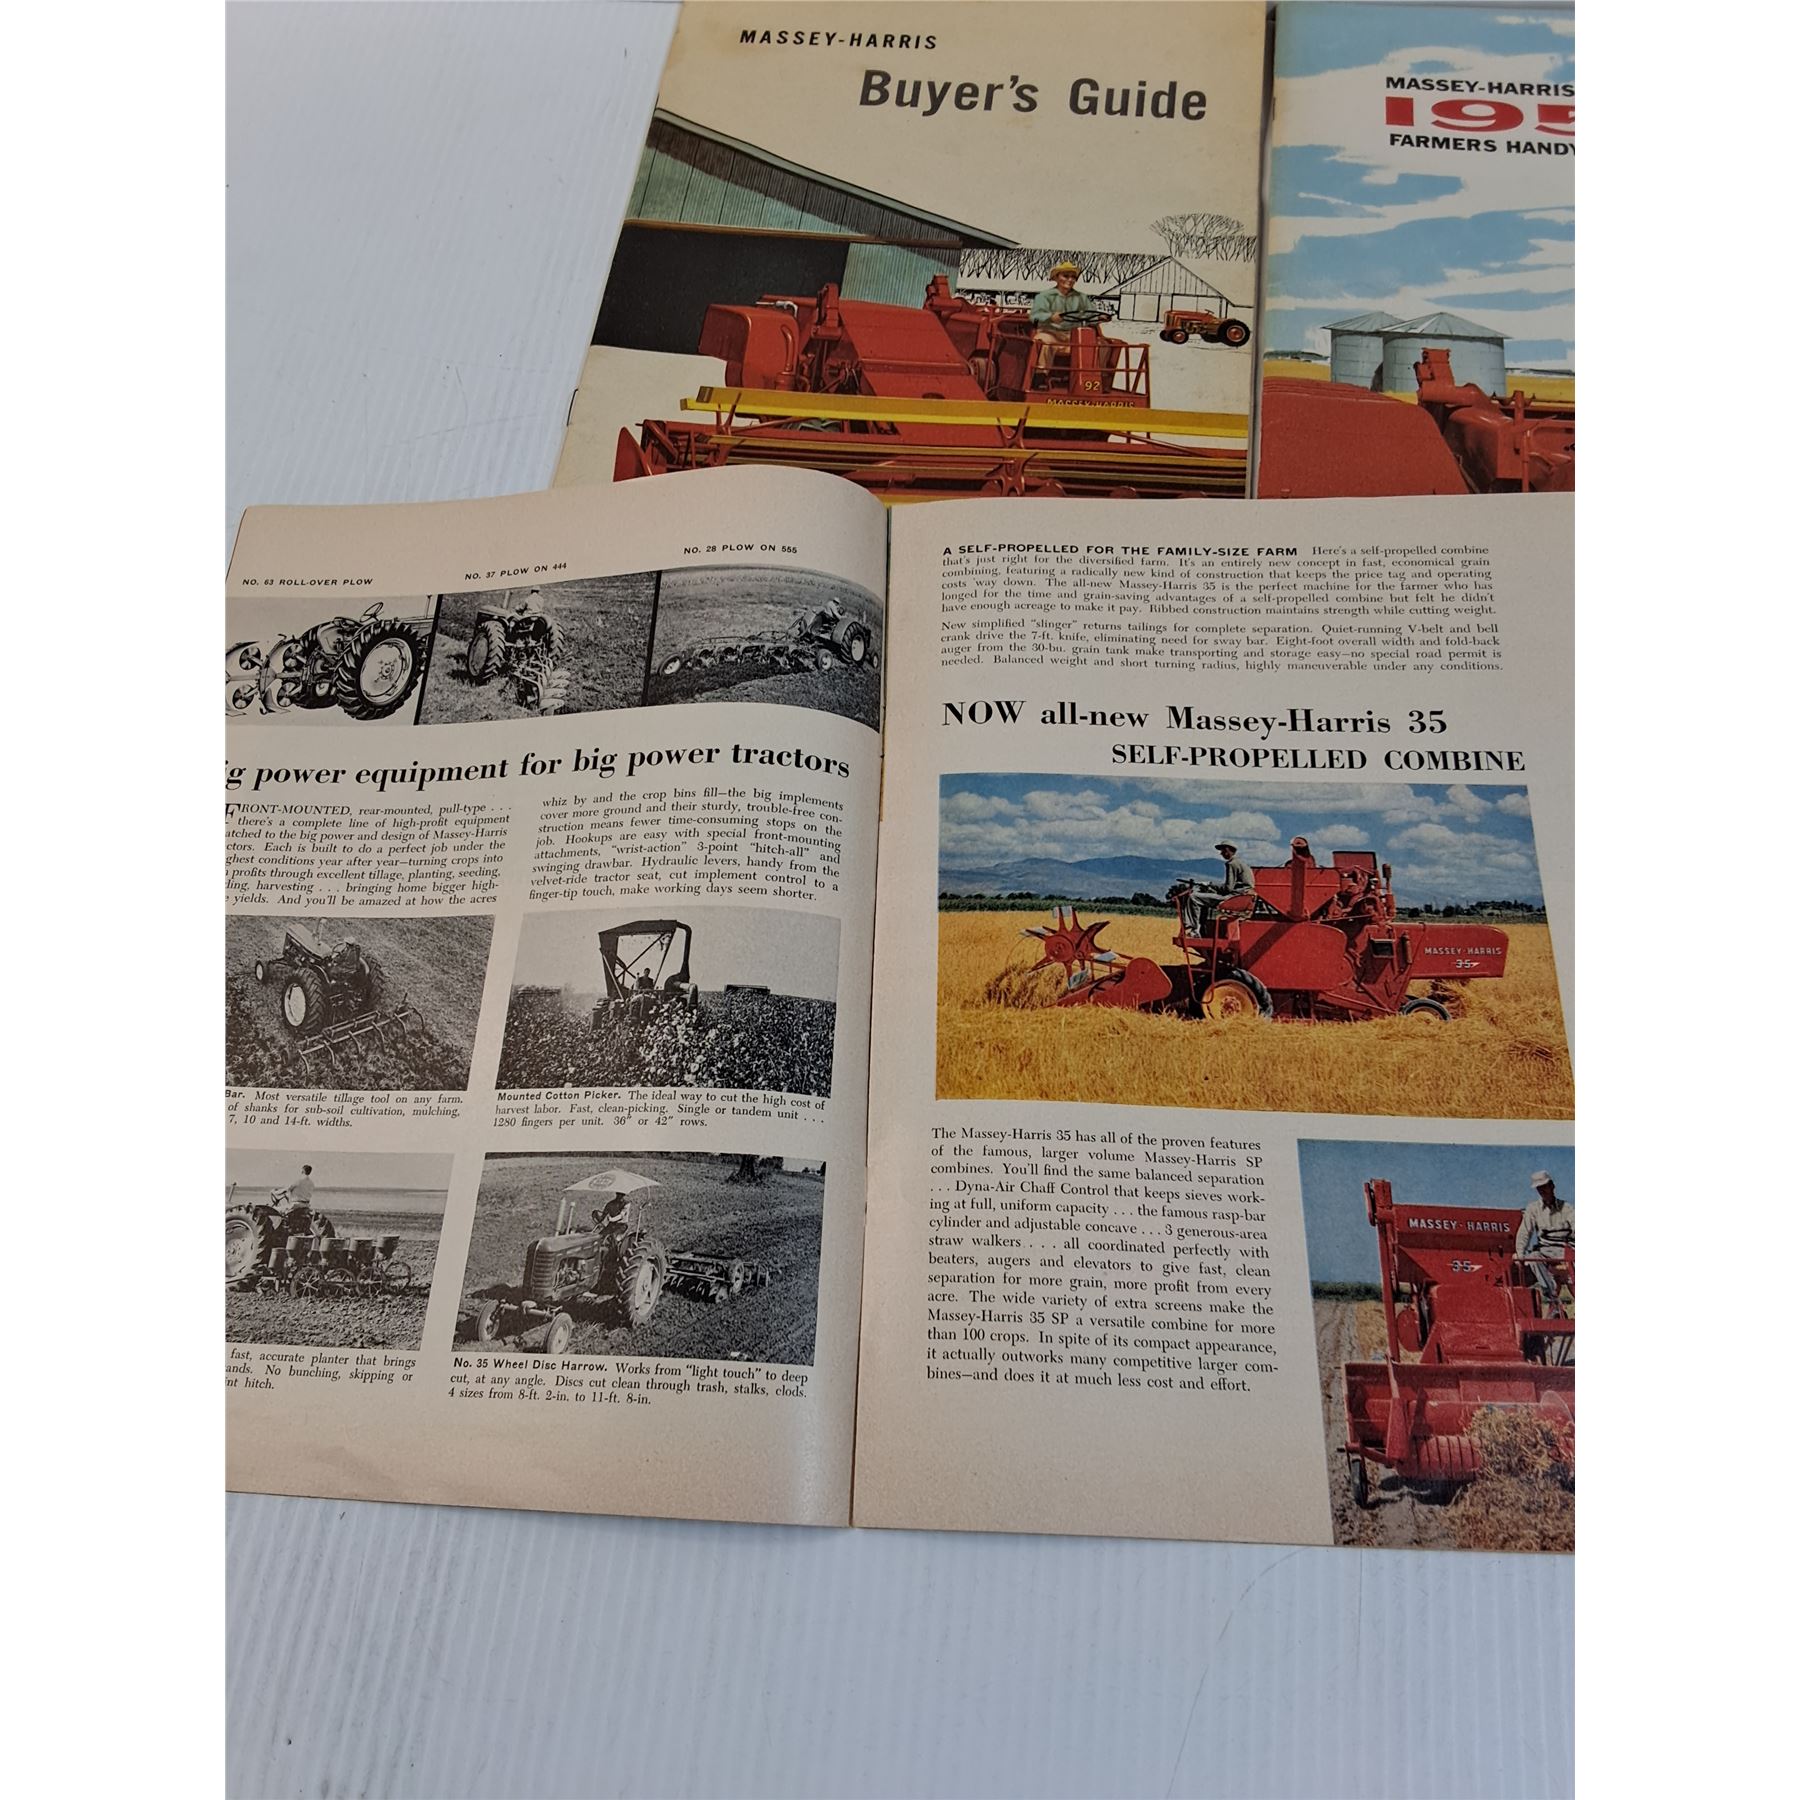 MASSEY-HARRIS
Buyer's Guide
92
MASSEY-HARRIS
MASSEY-HARRIS
195
FARMERS HANDY
NO. 63 ROLL-OVER PLOW
NO. 37 PLOW ON 444
NO. 28 PLOW ON 555
g power equipment for big power tractors
FRONT-MOUNTED, rear-mounted, pull-type . . .
there's a complete line of high-profit equipment
atched to the big power and design of Massey-Harris
ctors. Each is built to do a perfect job under the
ghest conditions year after year—turning crops into
profits through excellent tillage, planting, seeding,
ling, harvesting . . . bringing home bigger high-
yields. And you'll be amazed at how the acres
whiz by and the crop bins fill—the big implements
cover more ground and their sturdy, trouble-free con-
struction means fewer time-consuming stops on the
job. Hookups are easy with special front-mounting
attachments, "wrist-action" 3-point "hitch-all" and
swinging drawbar. Hydraulic levers, handy from the
velvet-ride tractor seat, cut implement control to a
finger-tip touch, make working days seem shorter.
Bar. Most versatile tillage tool on any farm.
of shanks for sub-soil cultivation, mulching,
7, 10 and 14-ft. widths.
Mounted Cotton Picker. The ideal way to cut the high cost of
harvest labor. Fast, clean-picking. Single or tandem unit . . .
1280 fingers per unit. 36" or 42" rows.
fast, accurate planter that brings
ands. No bunching, skipping or
nt hitch.
No. 35 Wheel Disc Harrow. Works from "light touch" to deep
cut, at any angle. Discs cut clean through trash, stalks, clods.
4 sizes from 8-ft. 2-in. to 11-ft. 8-in.
A SELF-PROPELLED FOR THE FAMILY-SIZE FARM Here's a self-propelled combine
that's just right for the diversified farm. It's an entirely new concept in fast, economical grain
combining, featuring a radically new kind of construction that keeps the price tag and operating
costs 'way down. The all-new Massey-Harris 35 is the perfect machine for the farmer who has
longed for the time and grain-saving advantages of a self-propelled combine but felt he didn't
have enough acreage to make it pay. Ribbed construction maintains strength while cutting weight.
New simplified "slinger" returns tailings for complete separation. Quiet-running V-belt and bell
crank drive the 7-ft. knife, eliminating need for sway bar. Eight-foot overall width and fold-back
auger from the 30-bu. grain tank make transporting and storage easy—no special road permit is
needed. Balanced weight and short turning radius, highly maneuverable under any conditions.
NOW all-new Massey-Harris 35
SELF-PROPELLED COMBINE
MASSEY-HARRIS
35
The Massey-Harris 35 has all of the proven features
of the famous, larger volume Massey-Harris SP
combines. You'll find the same balanced separation
. . . Dyna-Air Chaff Control that keeps sieves work-
ing at full, uniform capacity . . . the famous rasp-bar
cylinder and adjustable concave . . . 3 generous-area
straw walkers . . . . all coordinated perfectly with
beaters, augers and elevators to give fast, clean
separation for more grain, more profit from every
acre. The wide variety of extra screens make the
Massey-Harris 35 SP a versatile combine for more
than 100 crops. In spite of its compact appearance,
it actually outworks many competitive larger com-
bines—and does it at much less cost and effort.
MASSEY-HARRIS
35